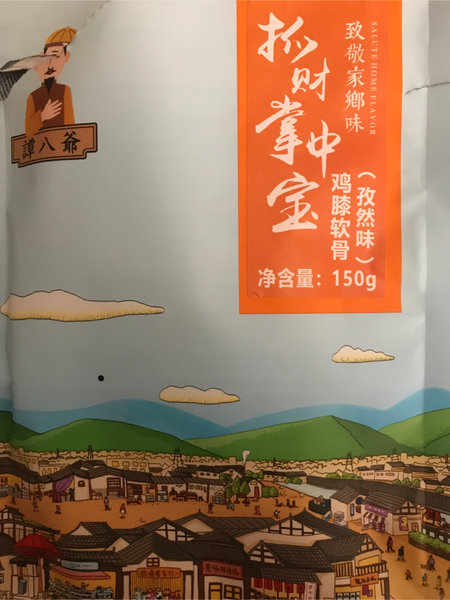 致敬家鄉味
SALUTE HOME FLAVOR
抓财
掌中宝
（孜然味）
鸡膝软骨
净含量：150g
譚八爺